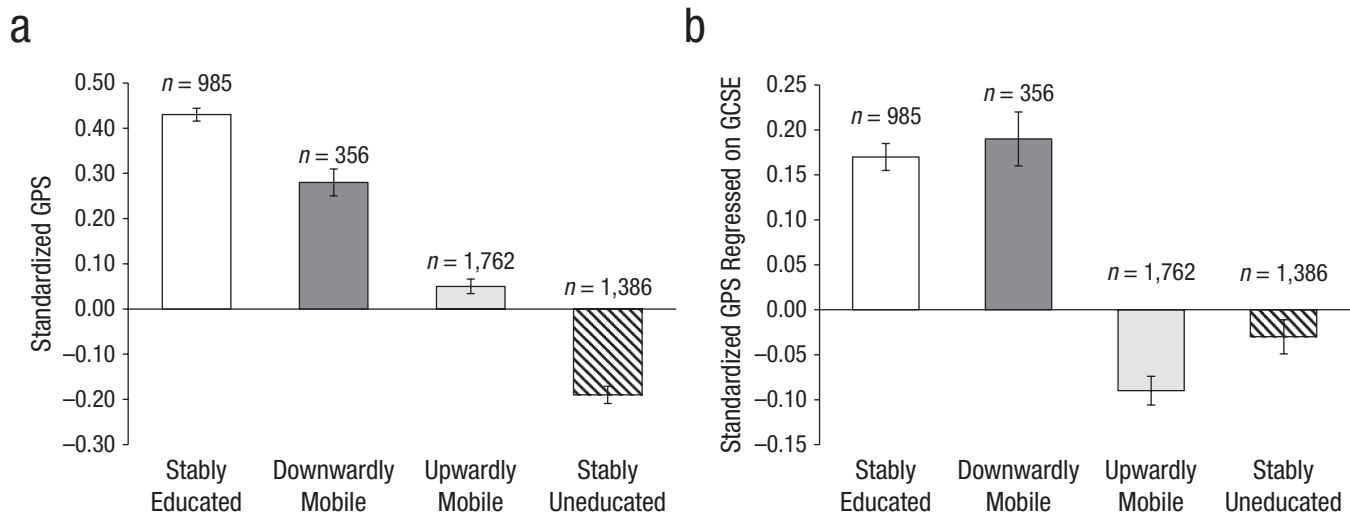 a
Standardized GPS
0.50
0.40
0.30
0.20
0.10
0.00
–0.10
–0.20
–0.30
n = 985
n = 356
n = 1,762
n = 1,386
Stably
Educated
Downwardly
Mobile
Upwardly
Mobile
Stably
Uneducated
b
Standardized GPS Regressed on GCSE
0.25
0.20
0.15
0.10
0.05
0.00
–0.05
–0.10
–0.15
n = 985
n = 356
n = 1,762
n = 1,386
Stably
Educated
Downwardly
Mobile
Upwardly
Mobile
Stably
Uneducated